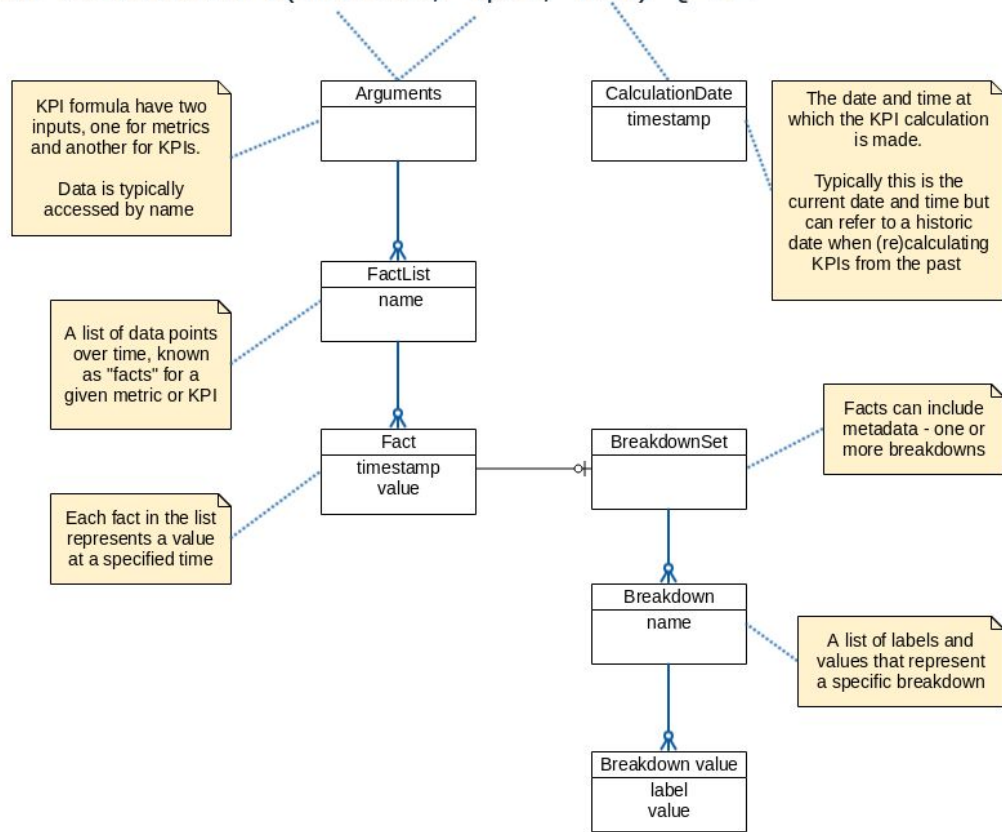 Arguments
CalculationDate
timestamp
KPI formula have two
inputs, one for metrics
and another for KPIs.
Data is typically
accessed by name
The date and time at
which the KPI calculation
is made.
Typically this is the
current date and time but
can refer to a historic
date when (re)calculating
KPIs from the past
FactList
name
A list of data points
over time, known
as "facts" for a
given metric or KPI
Fact
timestamp
value
BreakdownSet
Facts can include
metadata - one or
more breakdowns
Each fact in the list
represents a value
at a specified time
Breakdown
name
A list of labels and
values that represent
a specific breakdown
Breakdown value
label
value